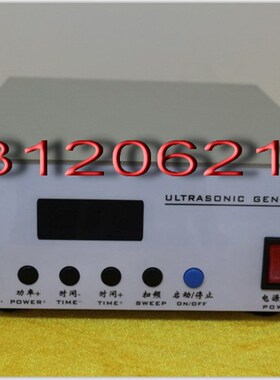 3120621
ULTRASONIC GEN
功率+ 时间- 时间+ 扫频 启动/停止 电源
POWER+ TIME- TIME+ SWEEP ON/OFF POW